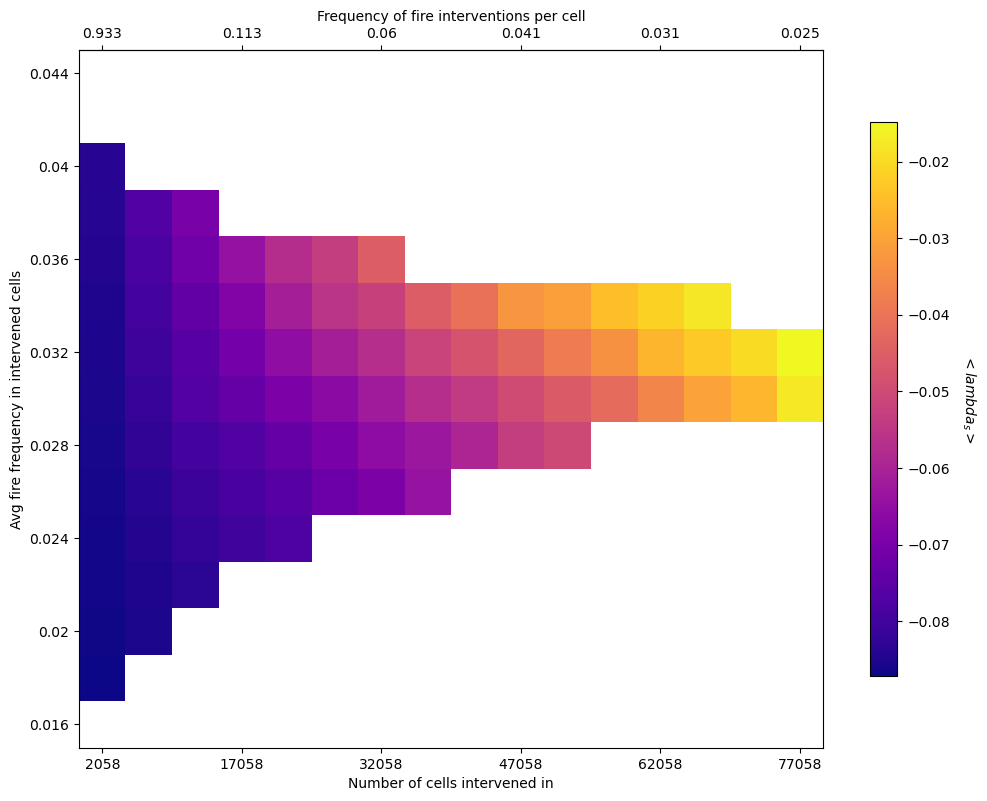 Frequency of fire interventions per cell
0.933 0.113 0.06 0.041 0.031 0.025
Avg fire frequency in intervened cells
0.044
0.04
0.036
0.032
0.028
0.024
0.02
0.016
2058 17058 32058 47058 62058 77058
Number of cells intervened in
−0.02
−0.03
−0.04
−0.05
−0.06
−0.07
−0.08
< lambda_s >